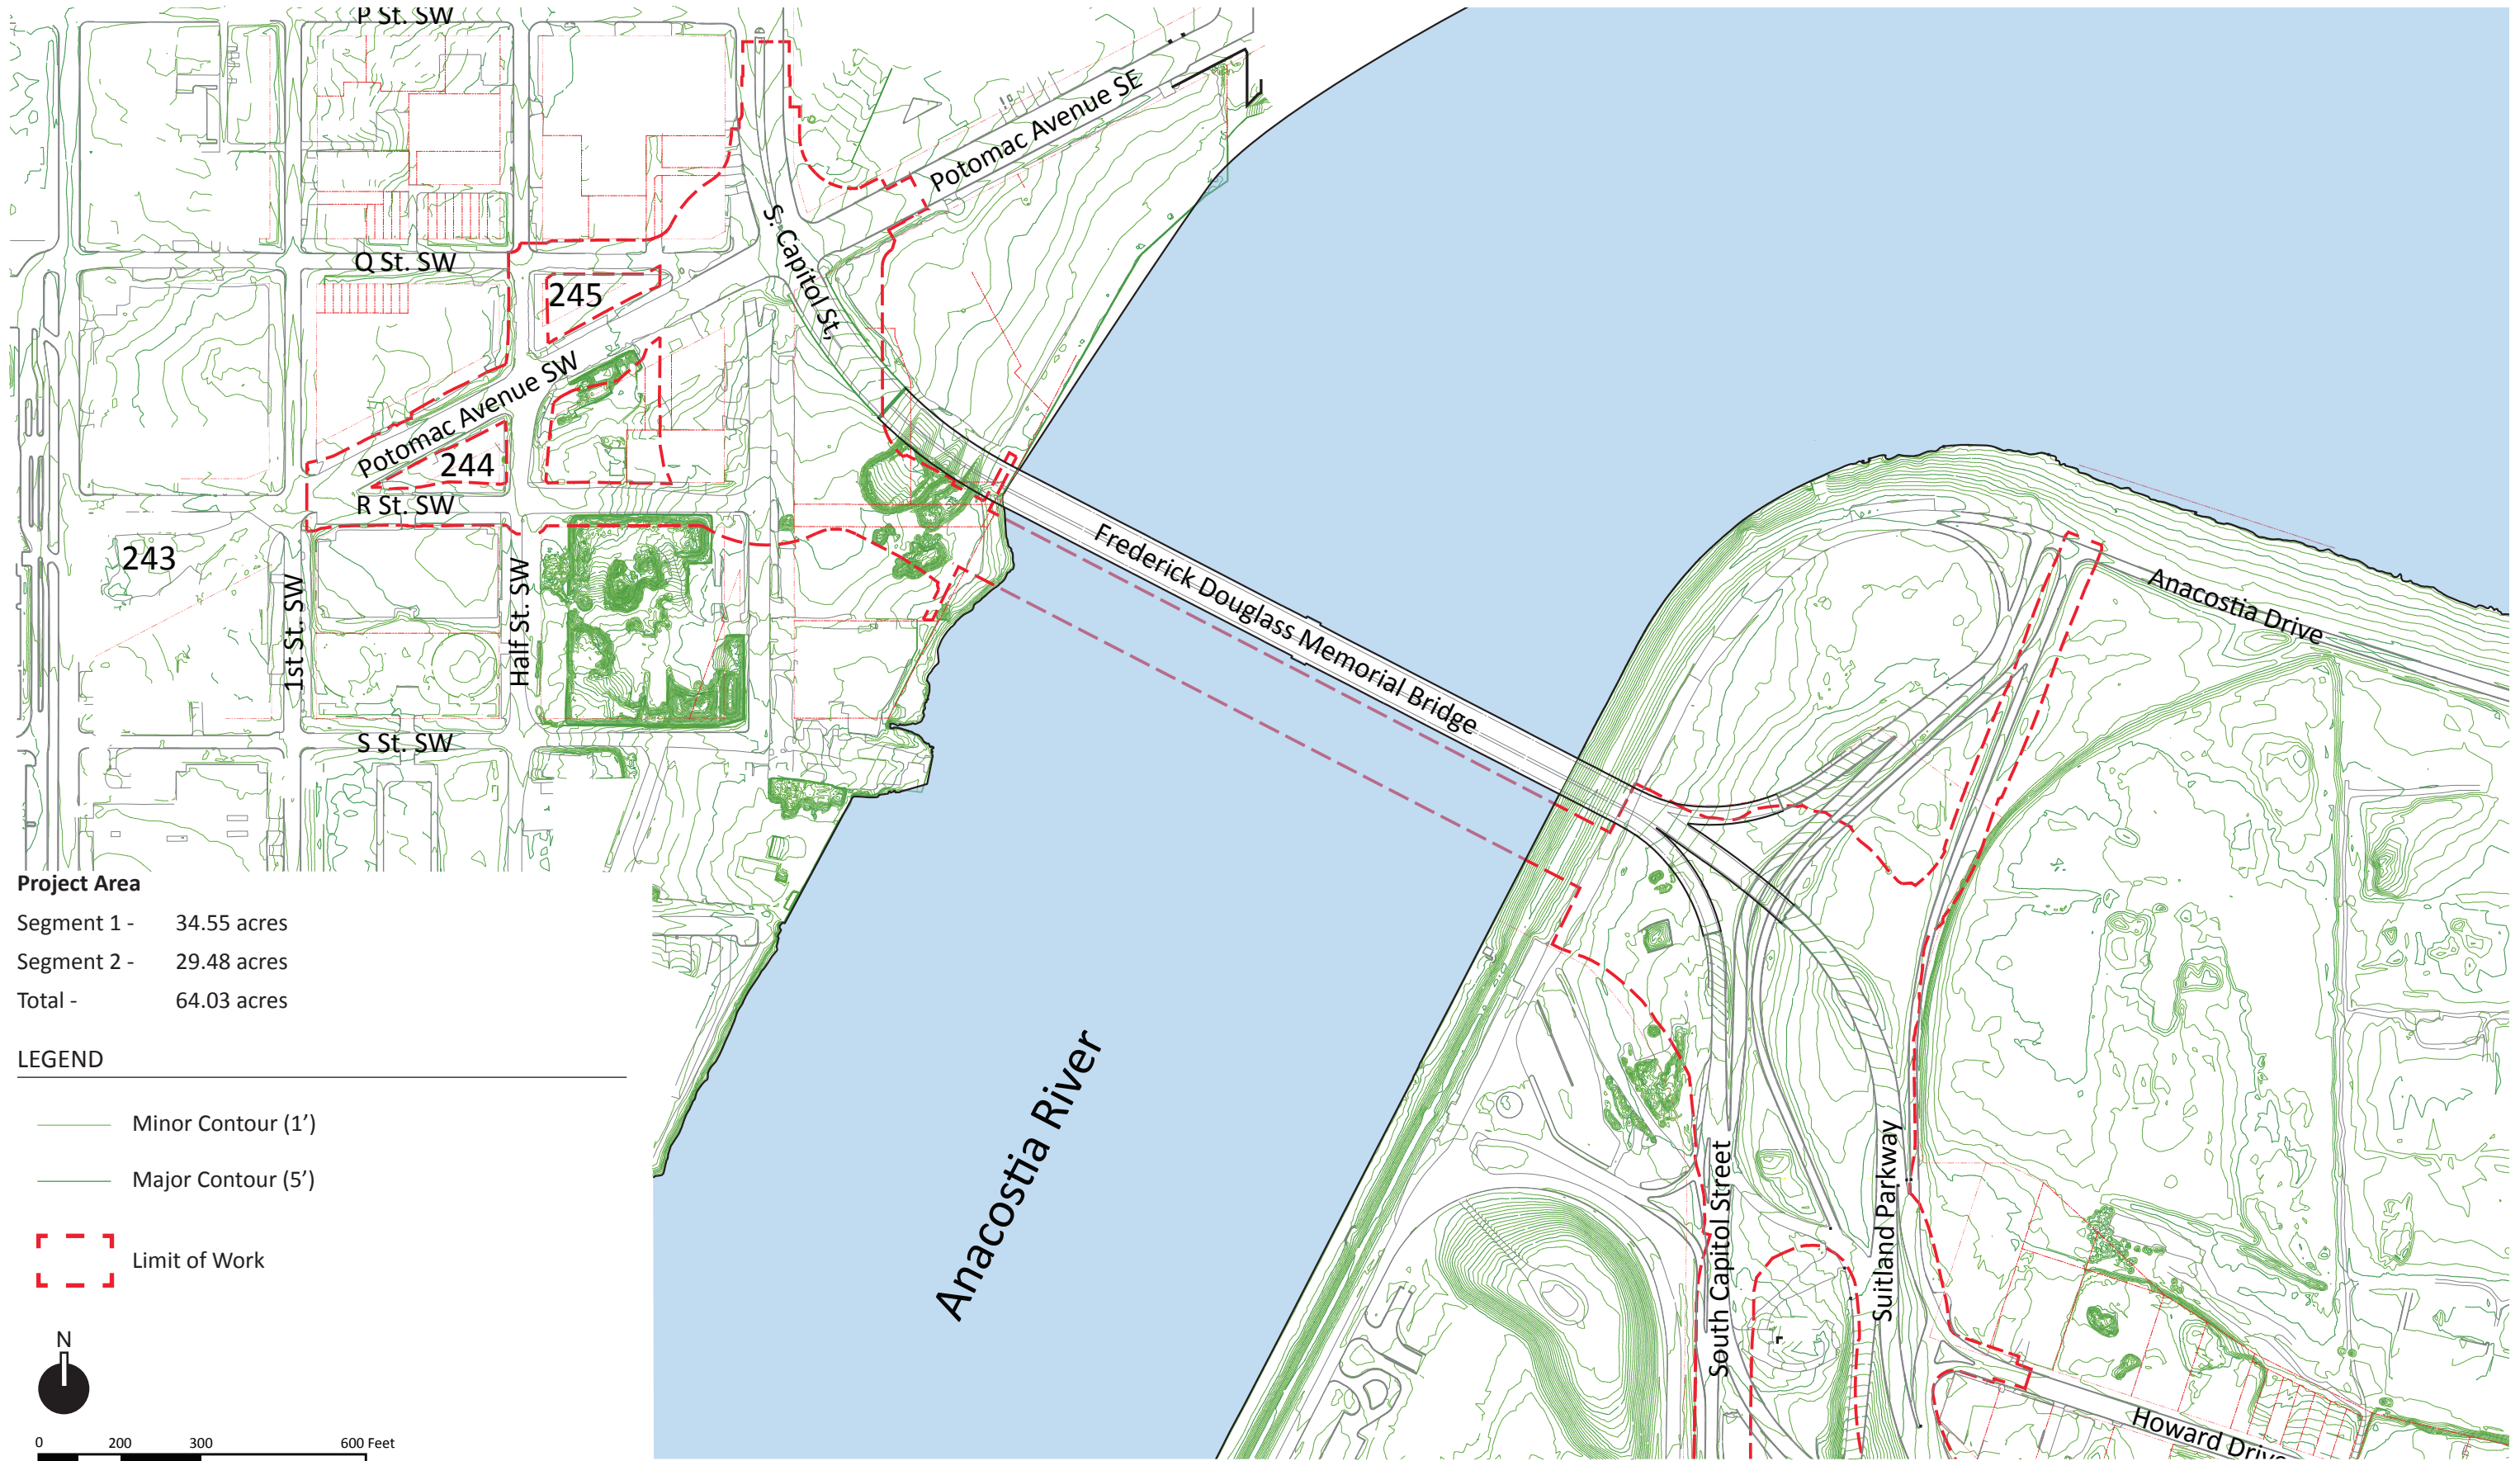 P St. SW
Potomac Avenue SE
S. Capitol St,
Q St. SW
245
Potomac Avenue SW
244
R St. SW
243
1st St. SW
Half St. SW
S St. SW
Frederick Douglass Memorial Bridge
Anacostia Drive
Anacostia River
South Capitol Street
Suitland Parkway
Howard Drive
Project Area
Segment 1 - 34.55 acres
Segment 2 - 29.48 acres
Total - 64.03 acres
LEGEND
Minor Contour (1’)
Major Contour (5’)
Limit of Work
N
0 200 300 600 Feet